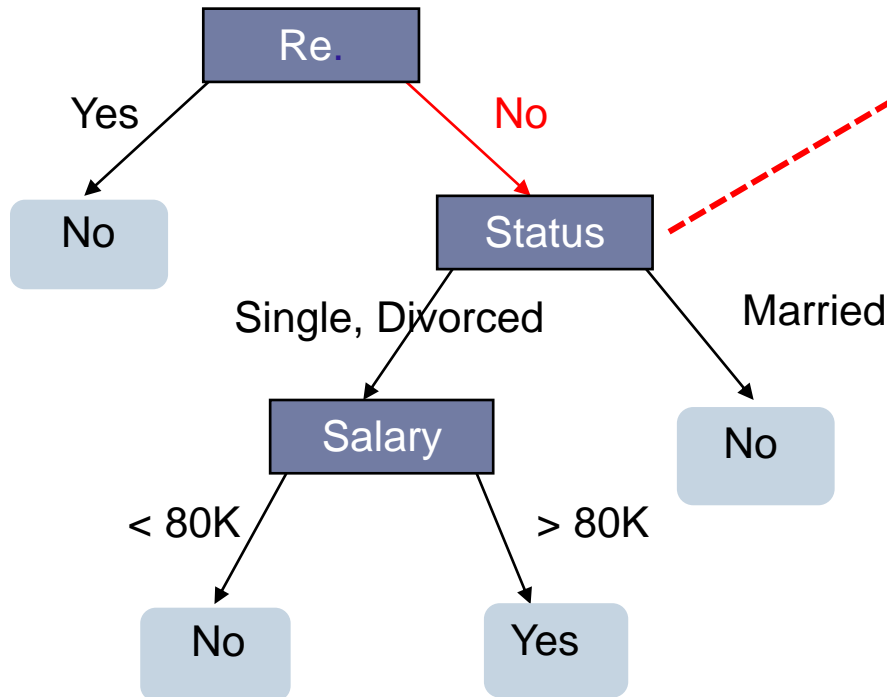 Re.
Yes
No
No
Status
Single, Divorced
Married
Salary
No
< 80K
> 80K
No
Yes